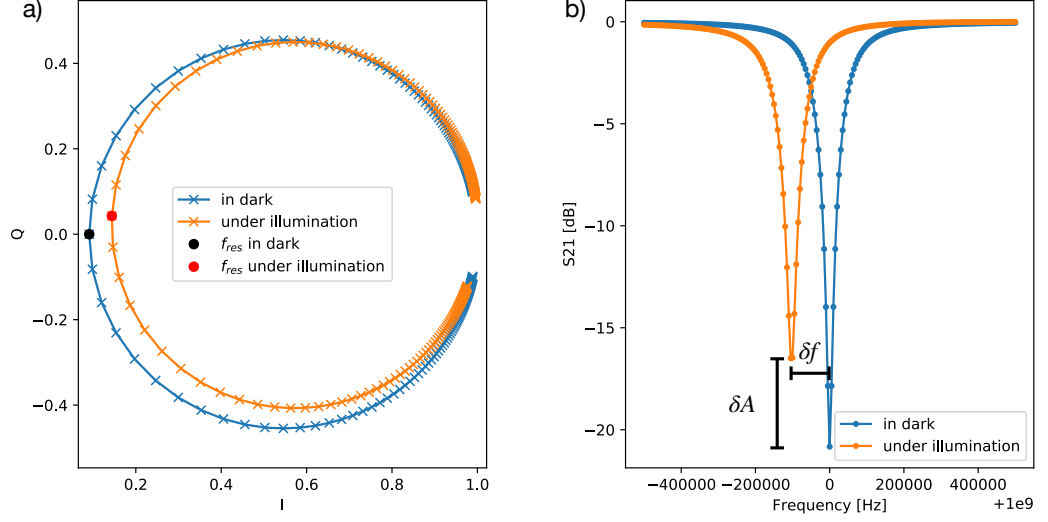 a)
0.4
0.2
0.0
−0.2
−0.4
Q
0.2
0.4
0.6
0.8
1.0
I
in dark
under illumination
f_res in dark
f_res under illumination
b)
0
−5
−10
−15
−20
S21 [dB]
δf
δA
in dark
under illumination
−400000
−200000
0
200000
400000
Frequency [Hz]
+1e9